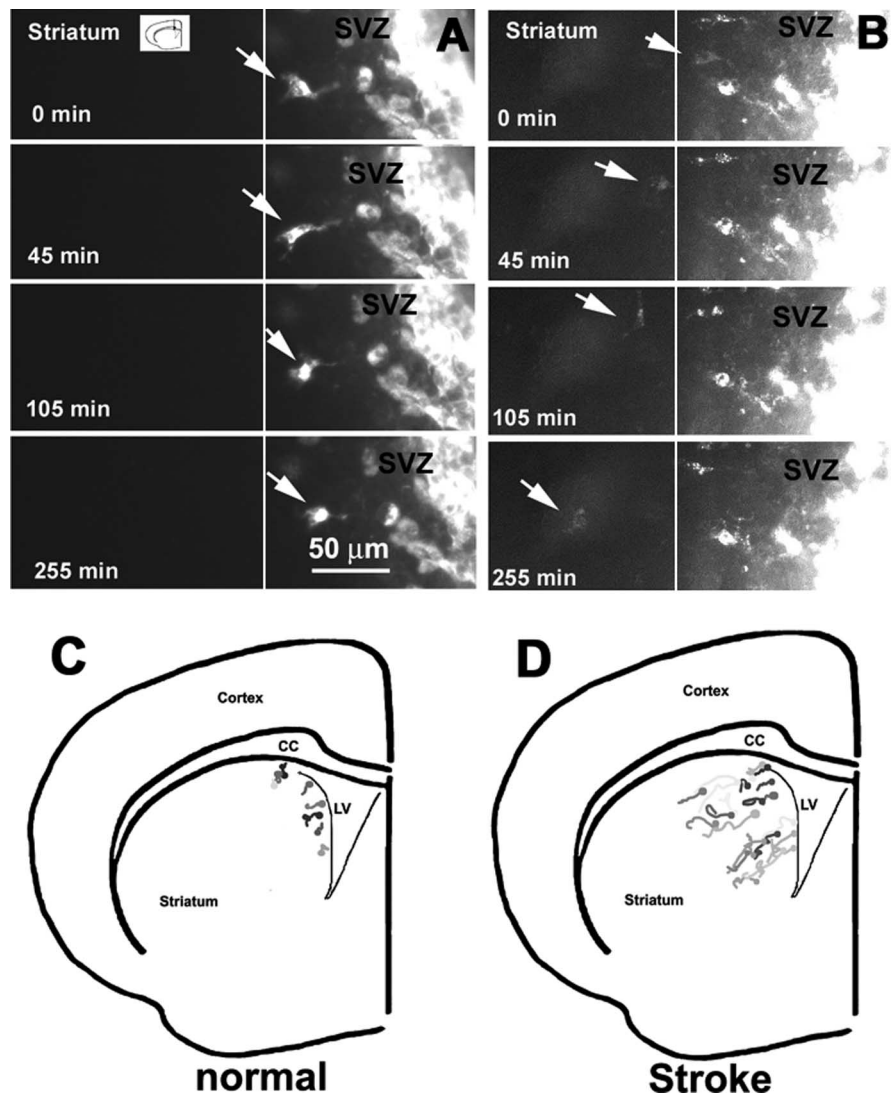 Striatum SVZ A
0 min
SVZ
45 min
SVZ
105 min
SVZ
50 μm
255 min
Striatum SVZ B
0 min
SVZ
45 min
SVZ
105 min
SVZ
255 min
C
Cortex
CC
LV
Striatum
normal
D
Cortex
CC
LV
Striatum
Stroke